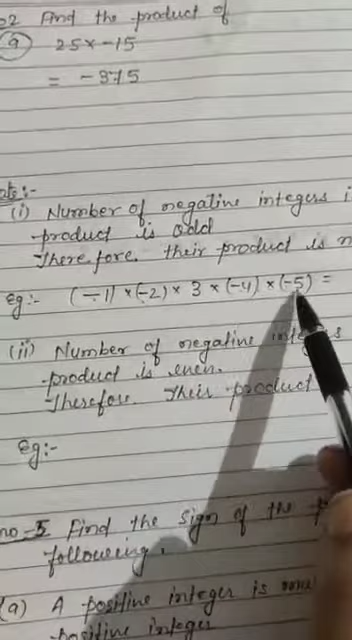 Find the product of
(a) 25 x -15
= -375
(i) Number of negative integers
product is odd
Therefore. their product is
Eg:- (-1) x (-2) x 3 x (-4) x (-5) =
(ii) Number of negative
product is even.
Therefore. Their product
Eg:-
Find the sign of the
following.
(a) A positive integer is
positive integer